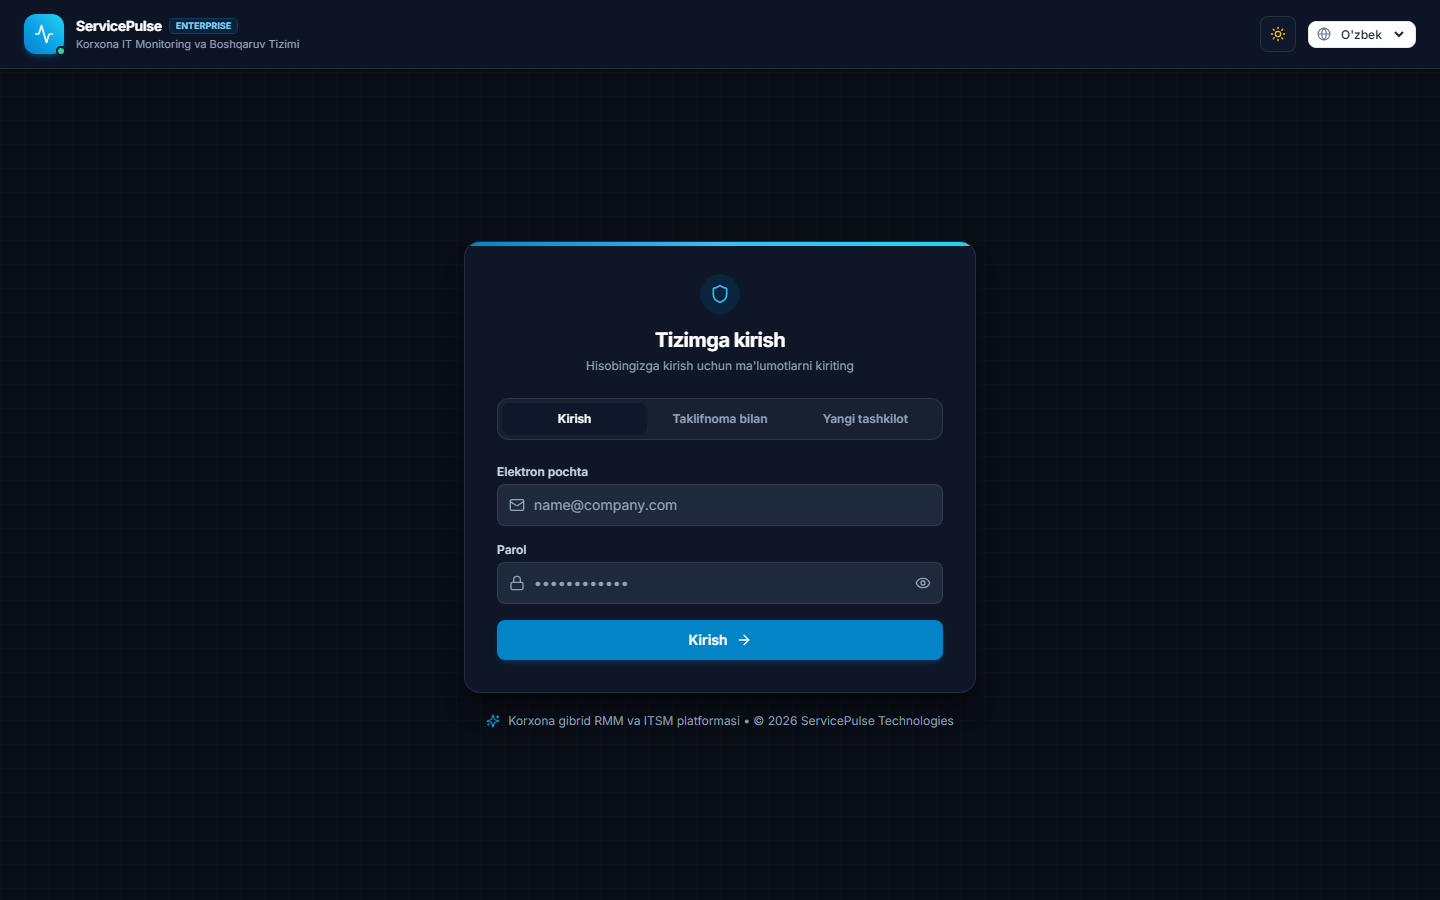 ServicePulse ENTERPRISE
Korxona IT Monitoring va Boshqaruv Tizimi
O'zbek
Tizimga kirish
Hisobingizga kirish uchun ma'lumotlarni kiriting
Kirish Taklifnoma bilan Yangi tashkilot
Elektron pochta
name@company.com
Parol
••••••••••••
Kirish →
Korxona gibrid RMM va ITSM platformasi • © 2026 ServicePulse Technologies